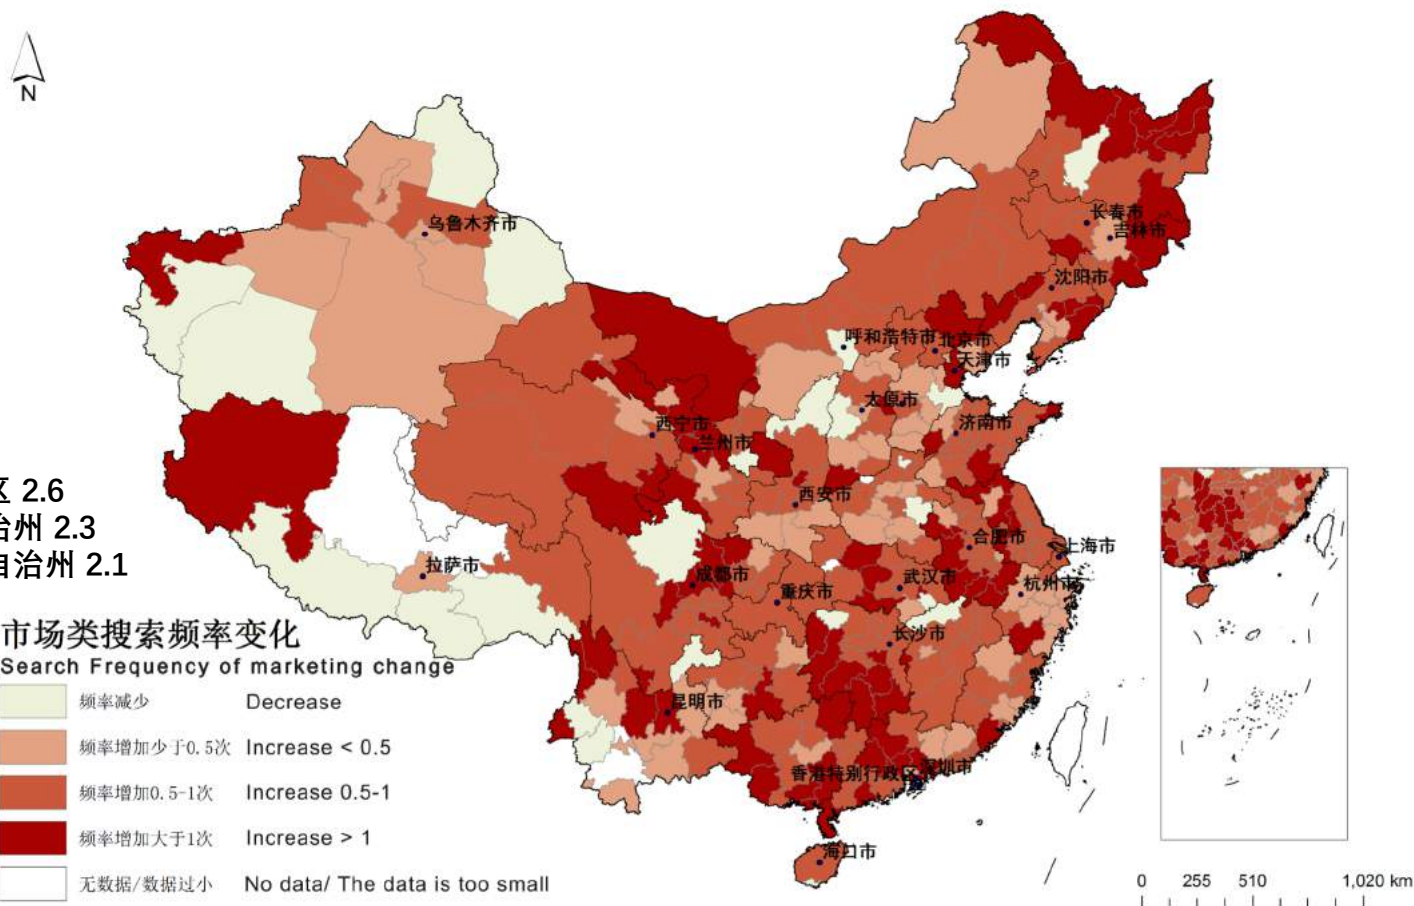 N
乌鲁木齐市
长春市
吉林市
沈阳市
呼和浩特市
北京市
天津市
太原市
济南市
西宁市
兰州市
西安市
合肥市
上海市
拉萨市
成都市
武汉市
杭州市
重庆市
长沙市
昆明市
香港特别行政区
深圳市
海口市
区 2.6
治州 2.3
自治州 2.1
市场类搜索频率变化
Search Frequency of marketing change
频率减少 Decrease
频率增加少于0.5次 Increase < 0.5
频率增加0.5-1次 Increase 0.5-1
频率增加大于1次 Increase > 1
无数据/数据过小 No data/ The data is too small
0 255 510 1,020 km